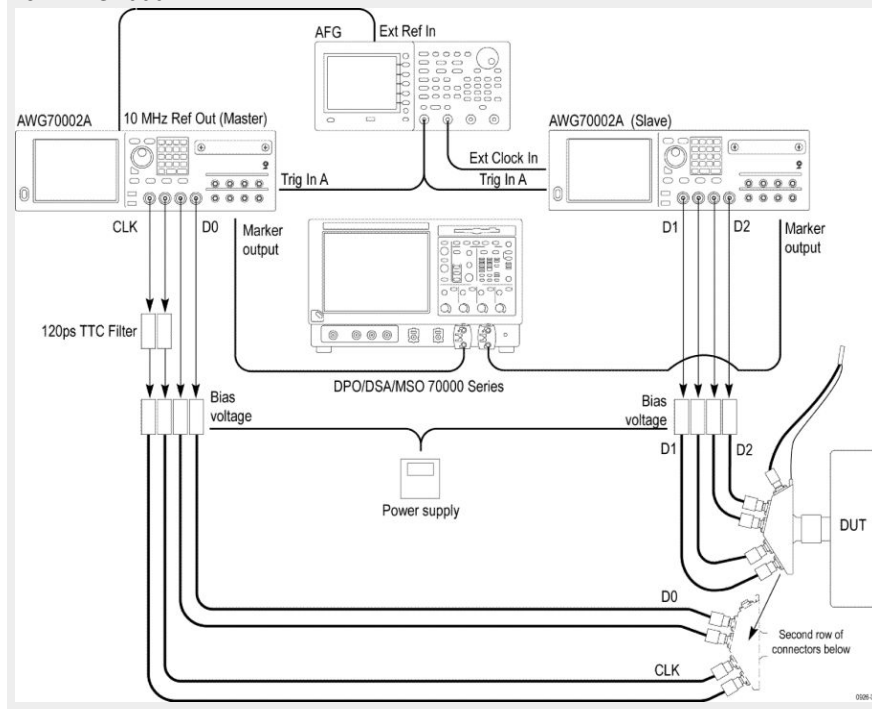 AFG
Ext Ref In
AWG70002A
10 MHz Ref Out (Master)
AWG70002A (Slave)
Ext Clock In
Trig In A
Trig In A
CLK
D0
Marker
output
D1
D2
Marker
output
120ps TTC Filter
DPO/DSA/MSO 70000 Series
Bias
voltage
Bias
voltage
D1
D2
Power supply
DUT
D0
Second row of
connectors below
CLK